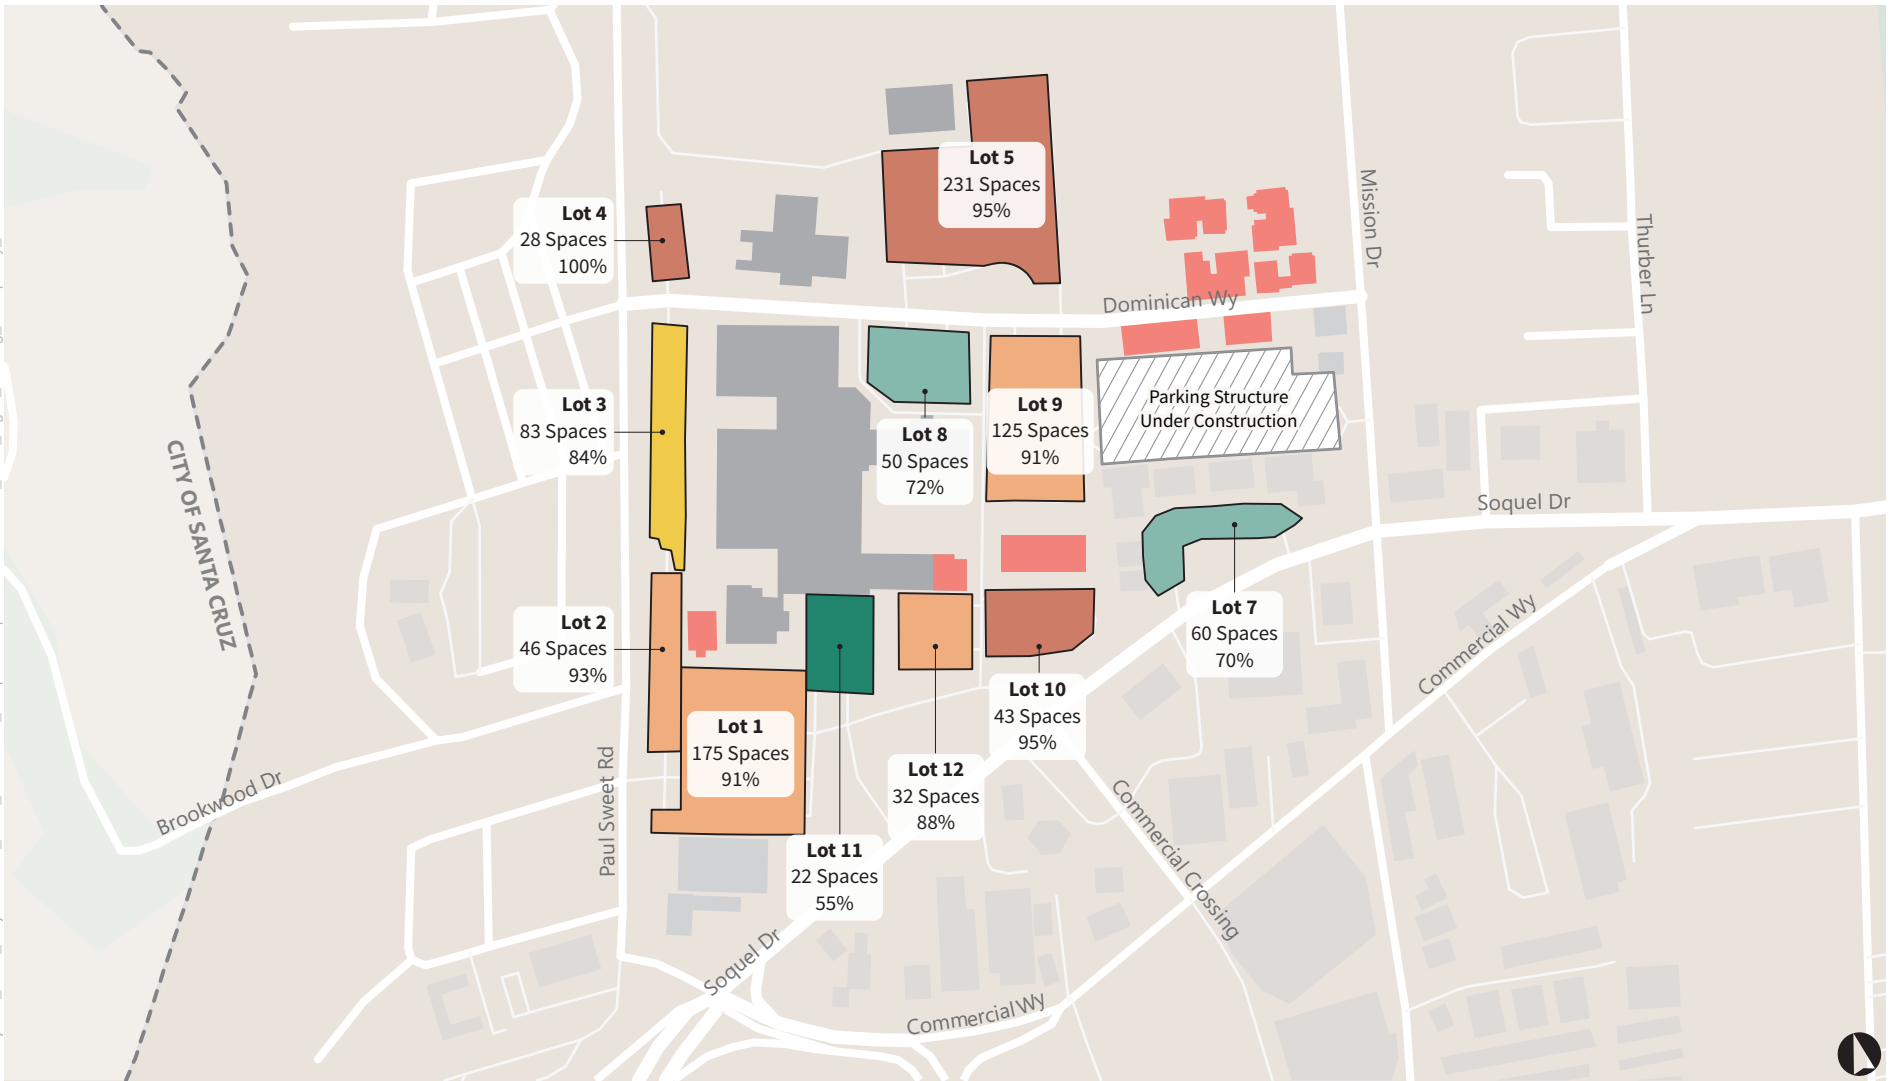 Lot 5
231 Spaces
95%
Lot 4
28 Spaces
100%
Mission Dr
Thurber Ln
Dominican Wy
Lot 3
83 Spaces
84%
Lot 8
50 Spaces
72%
Lot 9
125 Spaces
91%
Parking Structure
Under Construction
CITY OF SANTA CRUZ
Soquel Dr
Lot 2
46 Spaces
93%
Lot 7
60 Spaces
70%
Commercial Wy
Lot 10
43 Spaces
95%
Lot 1
175 Spaces
91%
Lot 12
32 Spaces
88%
Brookwood Dr
Paul Sweet Rd
Lot 11
22 Spaces
55%
Commercial Crossing
Soquel Dr
Commercial Wy